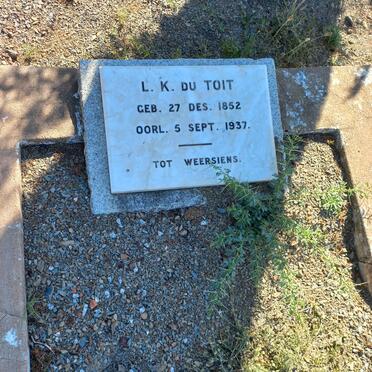 L. K. DU TOIT
GEB. 27 DES. 1852
OORL. 5 SEPT. 1937.
TOT WEERSIENS.